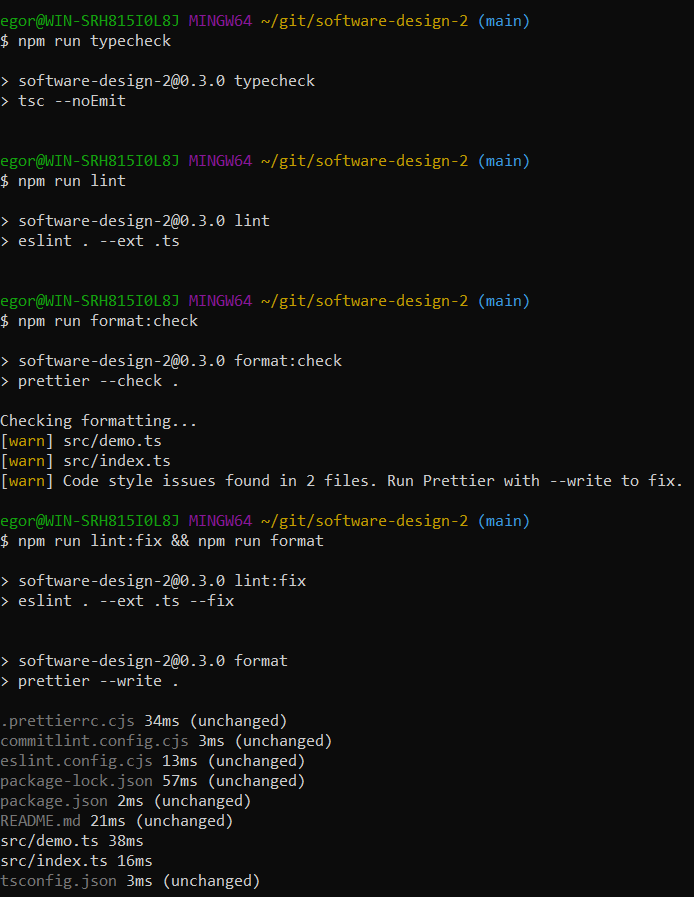 egor@WIN-SRH815I0L8J MINGW64 ~/git/software-design-2 (main)
$ npm run typecheck
> software-design-2@0.3.0 typecheck
> tsc --noEmit
egor@WIN-SRH815I0L8J MINGW64 ~/git/software-design-2 (main)
$ npm run lint
> software-design-2@0.3.0 lint
> eslint . --ext .ts
egor@WIN-SRH815I0L8J MINGW64 ~/git/software-design-2 (main)
$ npm run format:check
> software-design-2@0.3.0 format:check
> prettier --check .
Checking formatting...
[warn] src/demo.ts
[warn] src/index.ts
[warn] Code style issues found in 2 files. Run Prettier with --write to fix.
egor@WIN-SRH815I0L8J MINGW64 ~/git/software-design-2 (main)
$ npm run lint:fix && npm run format
> software-design-2@0.3.0 lint:fix
> eslint . --ext .ts --fix
> software-design-2@0.3.0 format
> prettier --write .
.prettierrc.cjs 34ms (unchanged)
commitlint.config.cjs 3ms (unchanged)
eslint.config.cjs 13ms (unchanged)
package-lock.json 57ms (unchanged)
package.json 2ms (unchanged)
README.md 21ms (unchanged)
src/demo.ts 38ms
src/index.ts 16ms
tsconfig.json 3ms (unchanged)